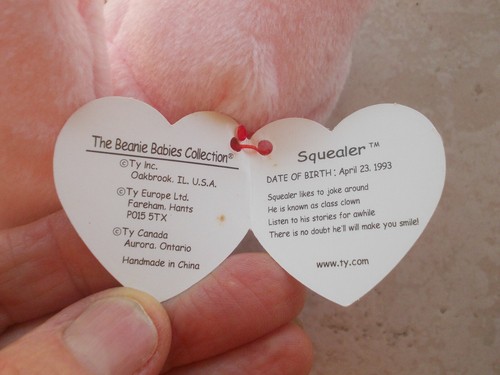 The Beanie Babies Collection®
©Ty Inc.
Oakbrook. IL. U.S.A.
©Ty Europe Ltd.
Fareham. Hants
P015 5TX
©Ty Canada
Aurora. Ontario
Handmade in China
Squealer™
DATE OF BIRTH : April 23. 1993
Squealer likes to joke around
He is known as class clown
Listen to his stories for awhile
There is no doubt he'll will make you smile!
www.ty.com